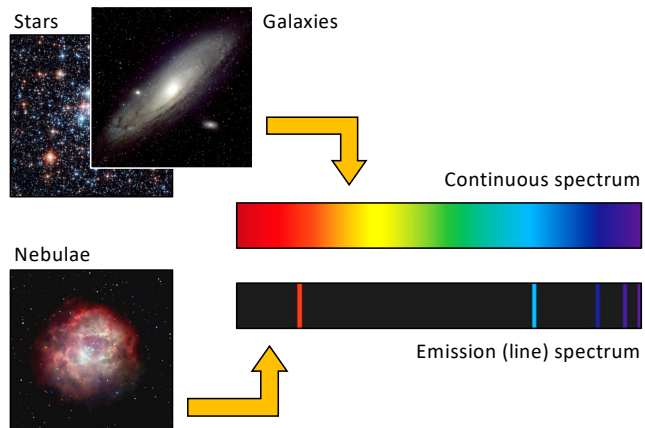 Stars
Galaxies
Continuous spectrum
Nebulae
Emission (line) spectrum